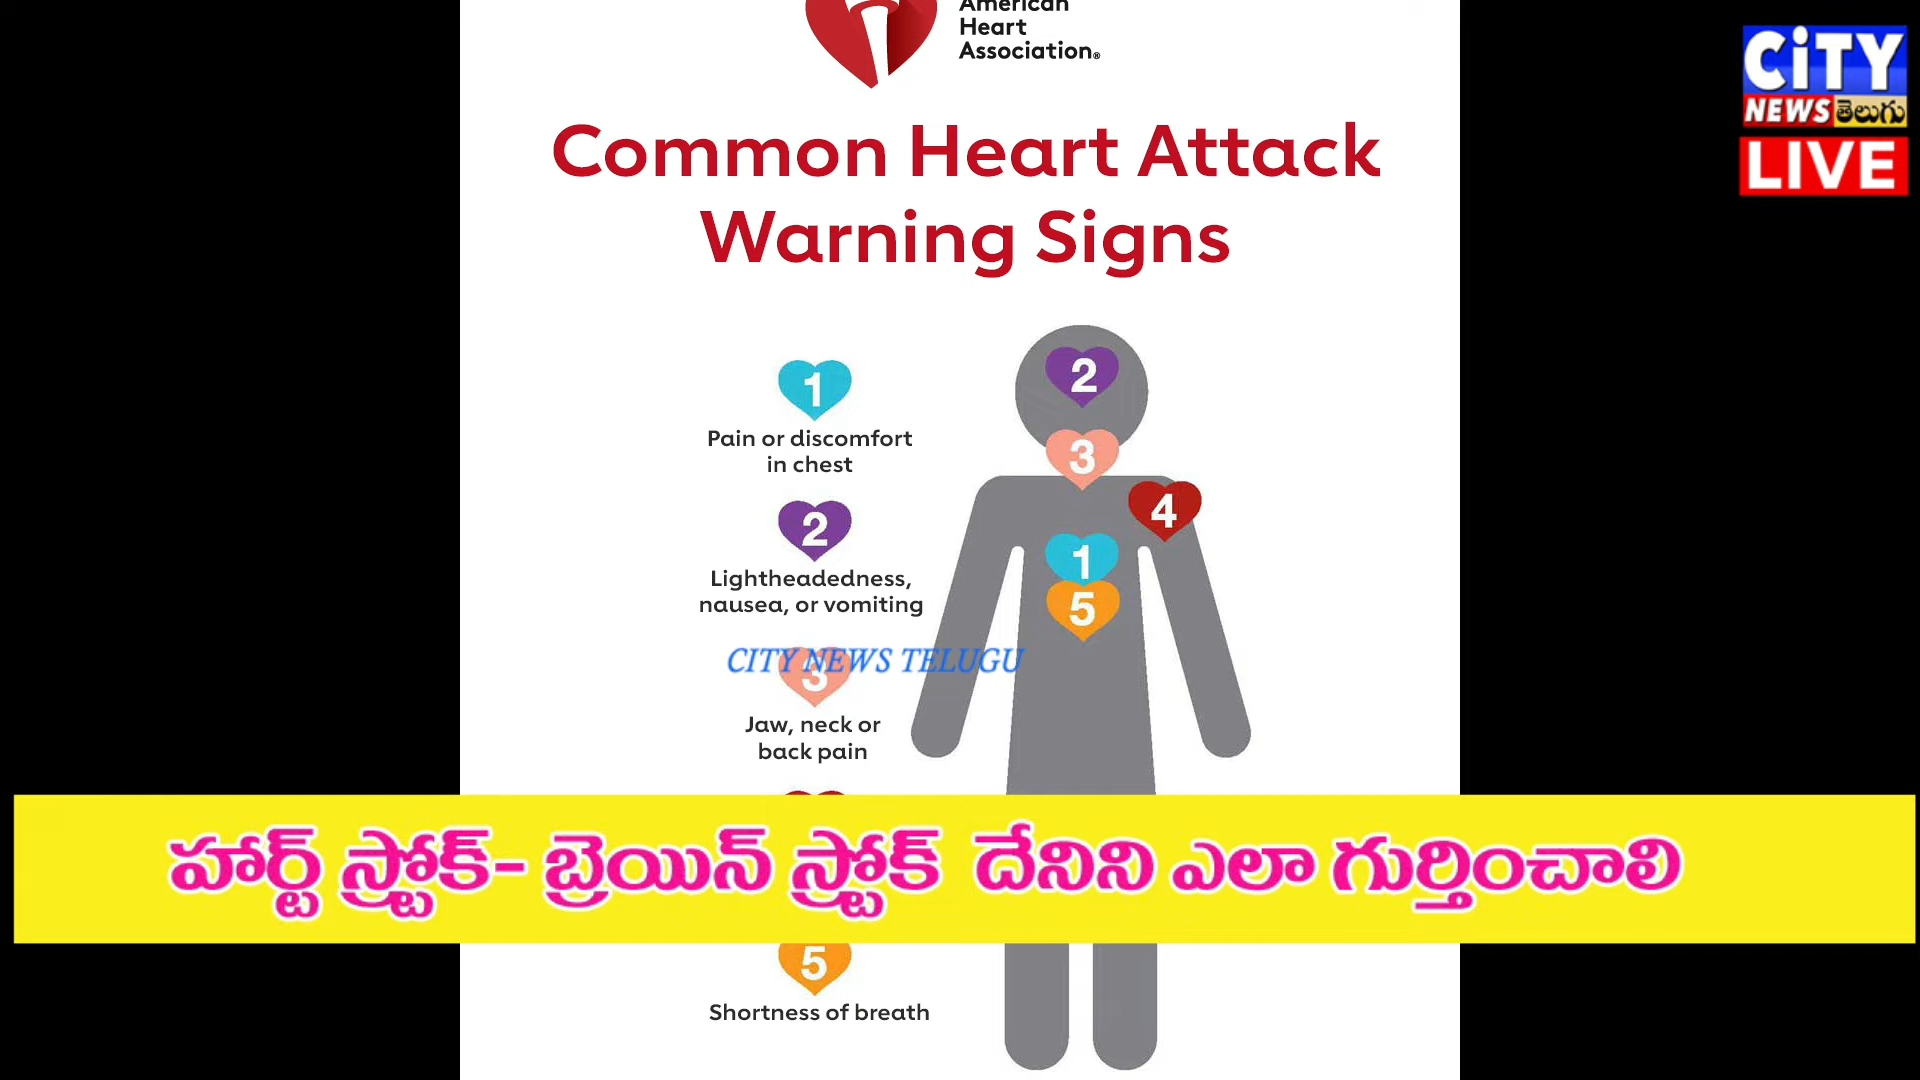 American
Heart
Association®
CiTY
NEWS తెలుగు
LIVE
Common Heart Attack
Warning Signs
1
Pain or discomfort
in chest
2
Lightheadedness,
nausea, or vomiting
3
CITY NEWS TELUGU
Jaw, neck or
back pain
2
3
4
1
5
హార్ట్ స్ట్రోక్- బ్రెయిన్ స్ట్రోక్ దేనిని ఎలా గుర్తించాలి
5
Shortness of breath